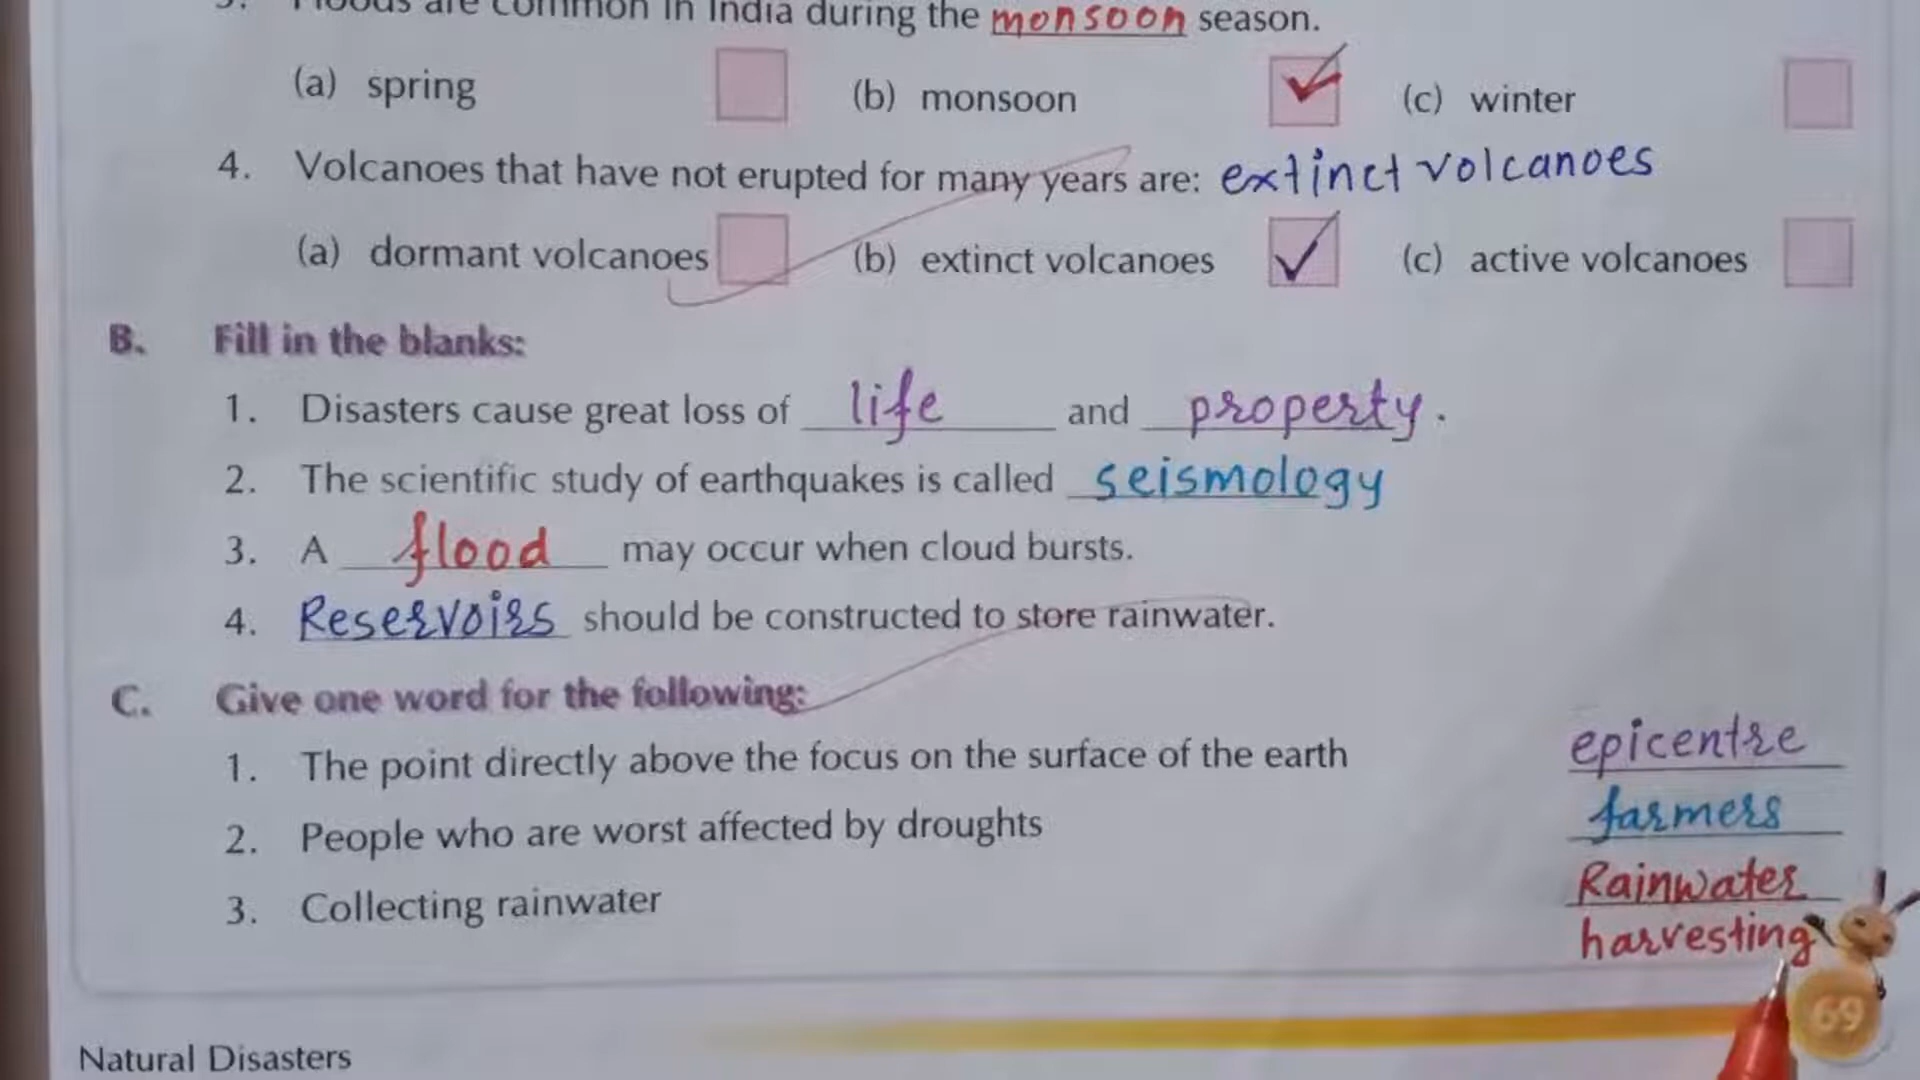 3. Floods are common in India during the monsoon season.
(a) spring (b) monsoon (c) winter
4. Volcanoes that have not erupted for many years are: extinct volcanoes
(a) dormant volcanoes (b) extinct volcanoes (c) active volcanoes
B. Fill in the blanks:
1. Disasters cause great loss of life and property.
2. The scientific study of earthquakes is called seismology
3. A flood may occur when cloud bursts.
4. Reservoirs should be constructed to store rainwater.
C. Give one word for the following:
1. The point directly above the focus on the surface of the earth epicentre
2. People who are worst affected by droughts farmers
3. Collecting rainwater Rainwater
harvesting
69
Natural Disasters